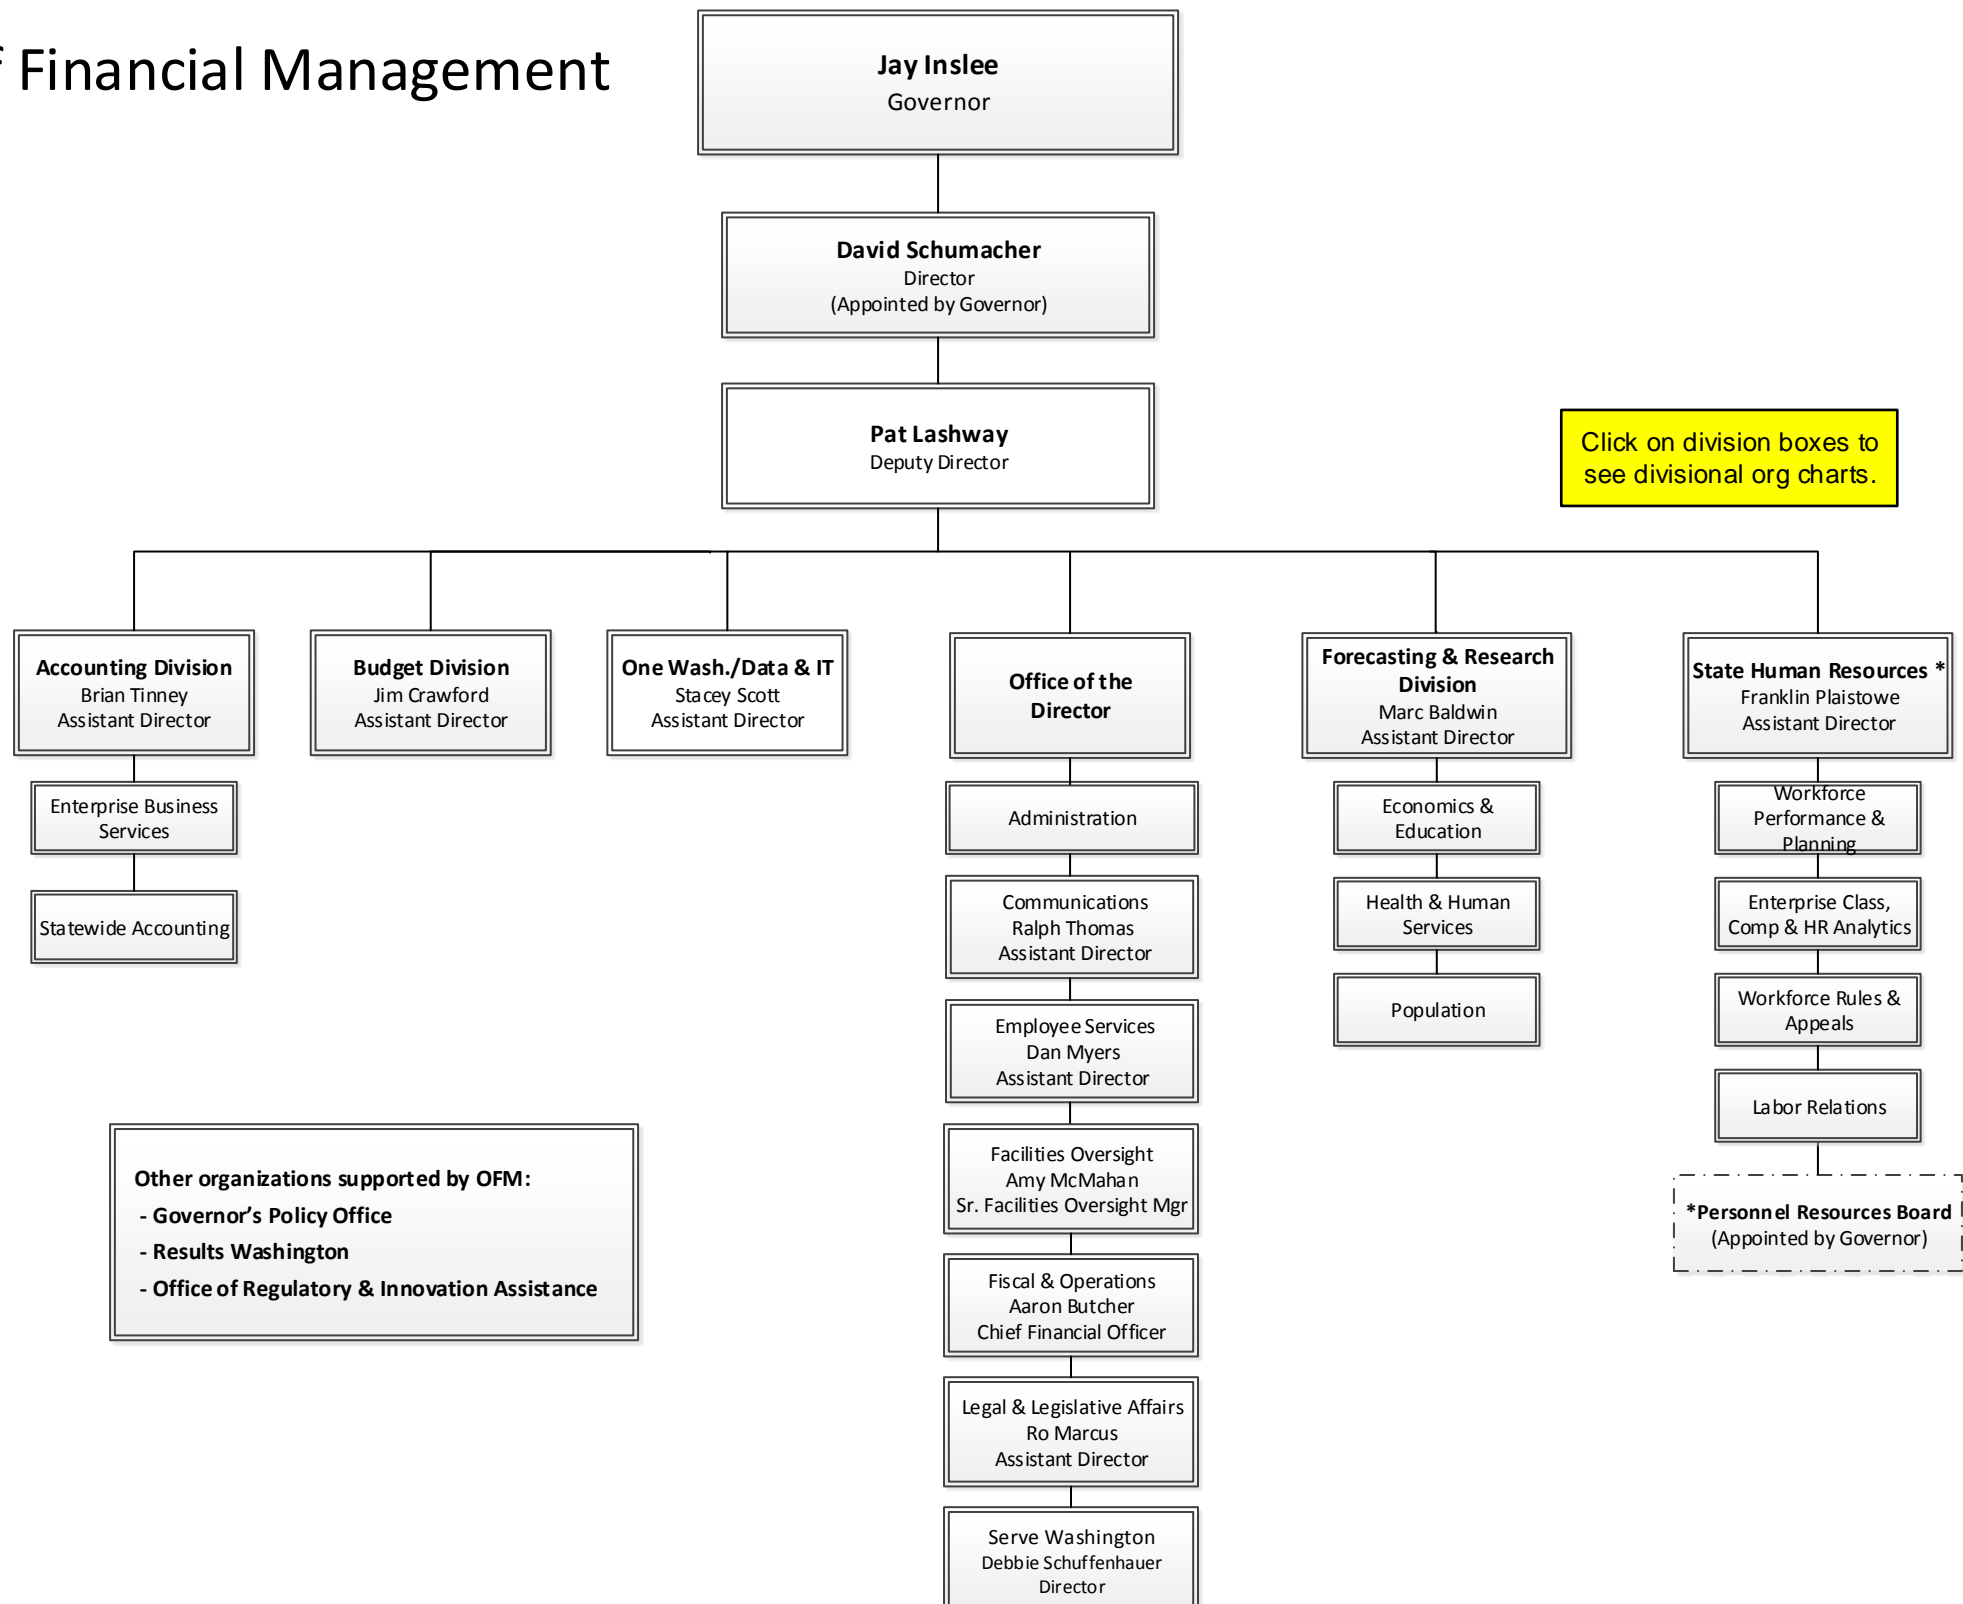 f Financial Management
Jay Inslee
Governor
David Schumacher
Director
(Appointed by Governor)
Pat Lashway
Deputy Director
Click on division boxes to
see divisional org charts.
Accounting Division
Brian Tinney
Assistant Director
Budget Division
Jim Crawford
Assistant Director
One Wash./Data & IT
Stacey Scott
Assistant Director
Office of the
Director
Forecasting & Research
Division
Marc Baldwin
Assistant Director
State Human Resources *
Franklin Plaistowe
Assistant Director
Enterprise Business
Services
Statewide Accounting
Administration
Communications
Ralph Thomas
Assistant Director
Employee Services
Dan Myers
Assistant Director
Facilities Oversight
Amy McMahan
Sr. Facilities Oversight Mgr
Fiscal & Operations
Aaron Butcher
Chief Financial Officer
Legal & Legislative Affairs
Ro Marcus
Assistant Director
Serve Washington
Debbie Schuffenhauer
Director
Economics &
Education
Health & Human
Services
Population
Workforce
Performance &
Planning
Enterprise Class,
Comp & HR Analytics
Workforce Rules &
Appeals
Labor Relations
*Personnel Resources Board
(Appointed by Governor)
Other organizations supported by OFM:
- Governor’s Policy Office
- Results Washington
- Office of Regulatory & Innovation Assistance